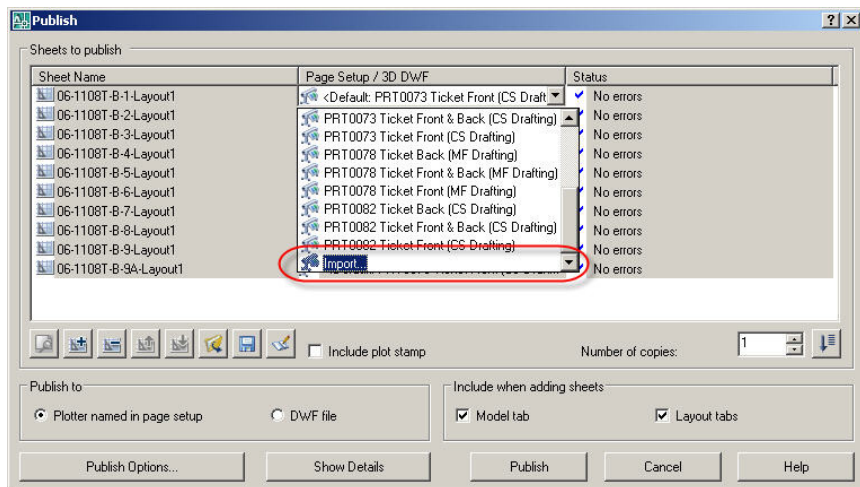 Publish
Sheets to publish
Sheet Name Page Setup / 3D DWF Status
06-1108T-B-1-Layout1 <Default: PRT0073 Ticket Front (CS Draft No errors
06-1108T-B-2-Layout1 PRT0073 Ticket Front & Back (CS Drafting) No errors
06-1108T-B-3-Layout1 PRT0073 Ticket Front (CS Drafting) No errors
06-1108T-B-4-Layout1 PRT0078 Ticket Back (MF Drafting) No errors
06-1108T-B-5-Layout1 PRT0078 Ticket Front & Back (MF Drafting) No errors
06-1108T-B-6-Layout1 PRT0078 Ticket Front (MF Drafting) No errors
06-1108T-B-7-Layout1 PRT0082 Ticket Back (CS Drafting) No errors
06-1108T-B-8-Layout1 PRT0082 Ticket Front & Back (CS Drafting) No errors
06-1108T-B-9-Layout1 PRT0082 Ticket Front (CS Drafting) No errors
06-1108T-B-9A-Layout1 Import... No errors
Include plot stamp Number of copies: 1
Publish to Include when adding sheets
Plotter named in page setup DWF file Model tab Layout tabs
Publish Options... Show Details Publish Cancel Help